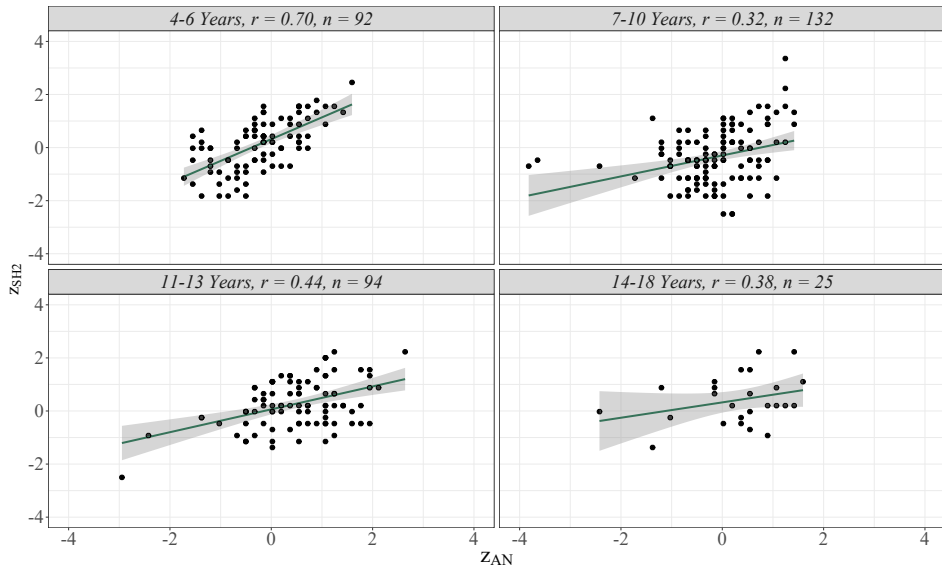 4-6 Years, r = 0.70, n = 92
7-10 Years, r = 0.32, n = 132
4
2
0
-2
-4
11-13 Years, r = 0.44, n = 94
14-18 Years, r = 0.38, n = 25
4
2
0
-2
-4
-4 -2 0 2 4
-4 -2 0 2 4
zSH2
zAN